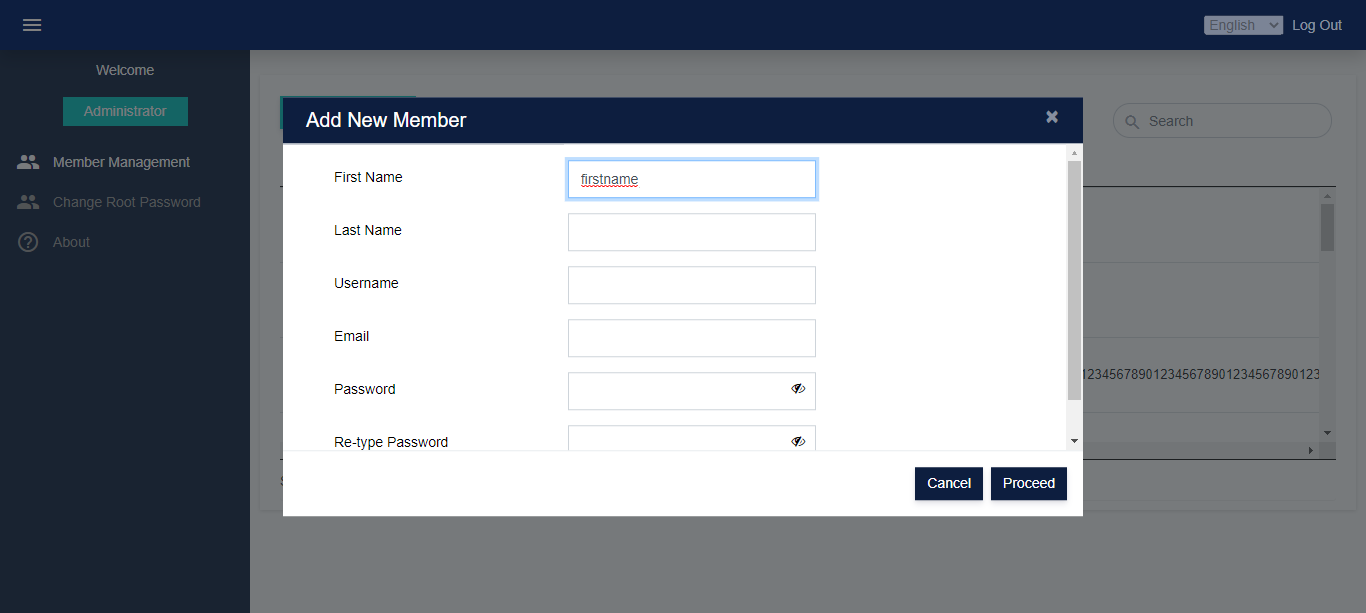 English
Log Out
Welcome
Administrator
Member Management
Change Root Password
About
Search
Add New Member
First Name
firstname
Last Name
Username
Email
Password
Re-type Password
Cancel
Proceed